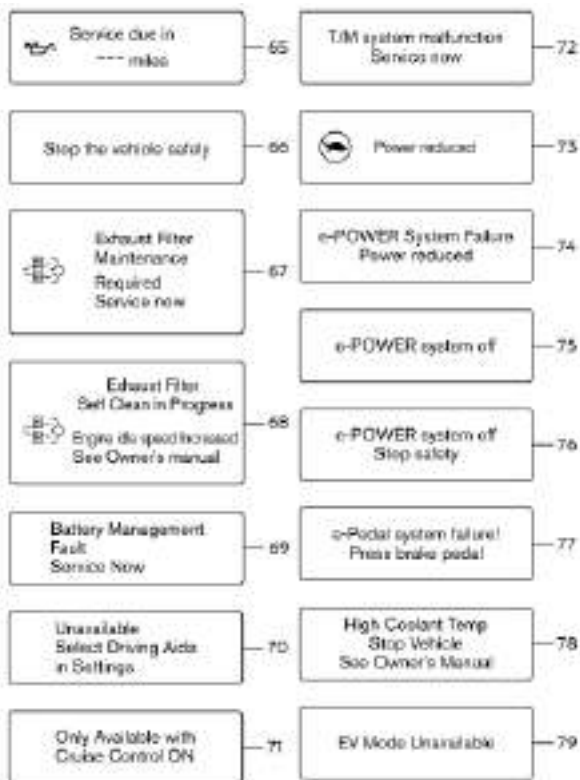 Service due in
--- miles
65
Stop the vehicle safely
66
Exhaust Filter
Maintenance
Required
Service now
67
Exhaust Filter
Self Clean in Progress
Engine idle speed Increased
See Owner's manual
68
Battery Management
Fault
Service Now
69
Unavailable
Select Driving Aids
in Settings
70
Only Available with
Cruise Control ON
71
T/M system malfunction
Service now
72
Power reduced
73
e-POWER System Failure
Power reduced
74
e-POWER system off
75
e-POWER system off
Stop safely
76
e-Pedal system failure!
Press brake pedal
77
High Coolant Temp
Stop Vehicle
See Owner's Manual
78
EV Mode Unavailable
79